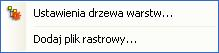 Ustawienia drzewa warstw...
Dodaj plik rastrowy...